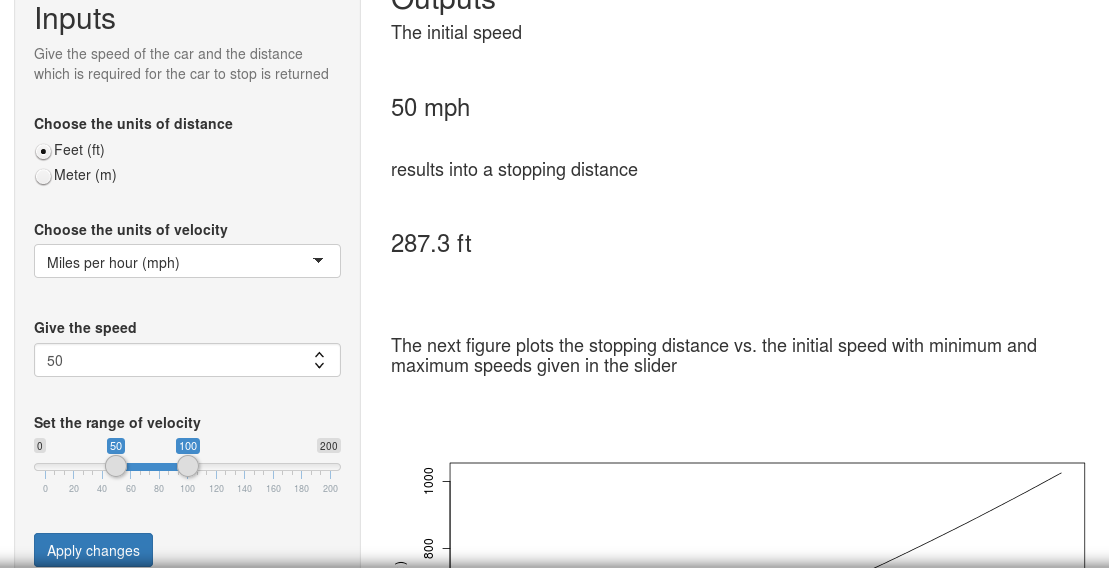 Inputs
Give the speed of the car and the distance
which is required for the car to stop is returned
Choose the units of distance
Feet (ft)
Meter (m)
Choose the units of velocity
Miles per hour (mph)
Give the speed
50
Set the range of velocity
0 50 100 200
0 20 40 60 80 100 120 140 160 180 200
Apply changes
Outputs
The initial speed
50 mph
results into a stopping distance
287.3 ft
The next figure plots the stopping distance vs. the initial speed with minimum and
maximum speeds given in the slider
1000
800